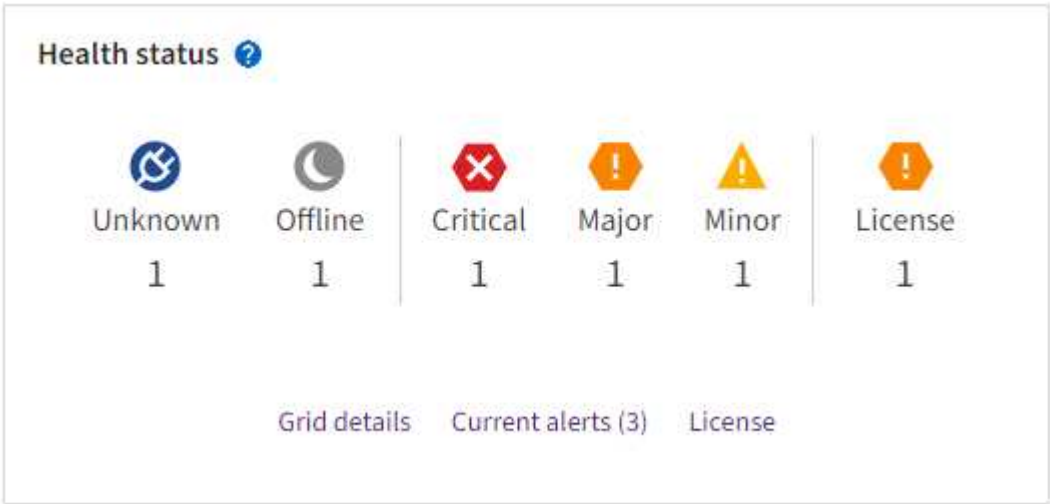 Health status ?
Unknown Offline Critical Major Minor License
1 1 1 1 1 1
Grid details Current alerts (3) License